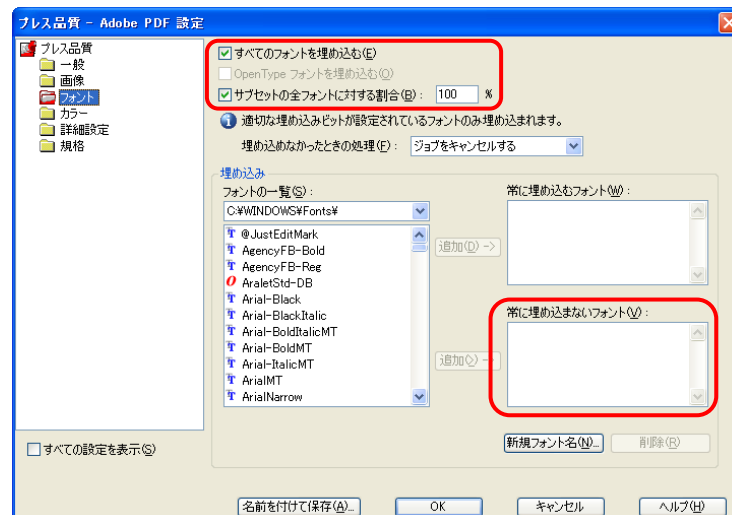 プレス品質 - Adobe PDF 設定
プレス品質
一般
画像
フォント
カラー
詳細設定
規格
すべての設定を表示(S)
すべてのフォントを埋め込む(E)
OpenType フォントを埋め込む(O)
サブセットの全フォントに対する割合(B): 100 %
適切な埋め込みビットが設定されているフォントのみ埋め込まれます。
埋め込めなかったときの処理(F): ジョブをキャンセルする
埋め込み
フォントの一覧(S):
C:¥WINDOWS¥Fonts¥
@JustEditMark
AgencyFB-Bold
AgencyFB-Reg
AraletStd-DB
Arial-Black
Arial-BlackItalic
Arial-BoldItalicMT
Arial-BoldMT
Arial-ItalicMT
ArialMT
ArialNarrow
追加(D) ->
追加(>) ->
常に埋め込むフォント(W):
常に埋め込まないフォント(V):
新規フォント名(N)...
削除(R)
名前を付けて保存(A)...
OK
キャンセル
ヘルプ(H)